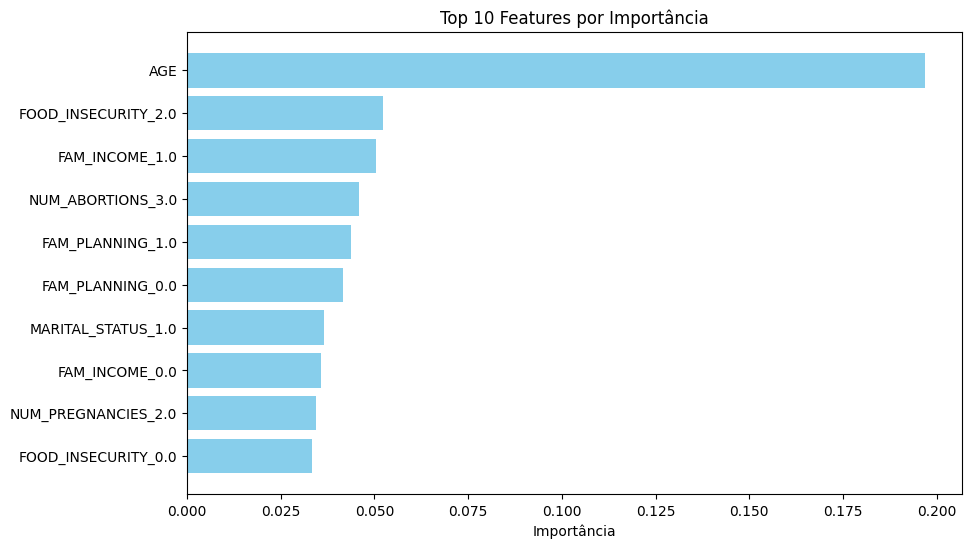 Top 10 Features por Importância
AGE
FOOD_INSECURITY_2.0
FAM_INCOME_1.0
NUM_ABORTIONS_3.0
FAM_PLANNING_1.0
FAM_PLANNING_0.0
MARITAL_STATUS_1.0
FAM_INCOME_0.0
NUM_PREGNANCIES_2.0
FOOD_INSECURITY_0.0
0.000 0.025 0.050 0.075 0.100 0.125 0.150 0.175 0.200
Importância